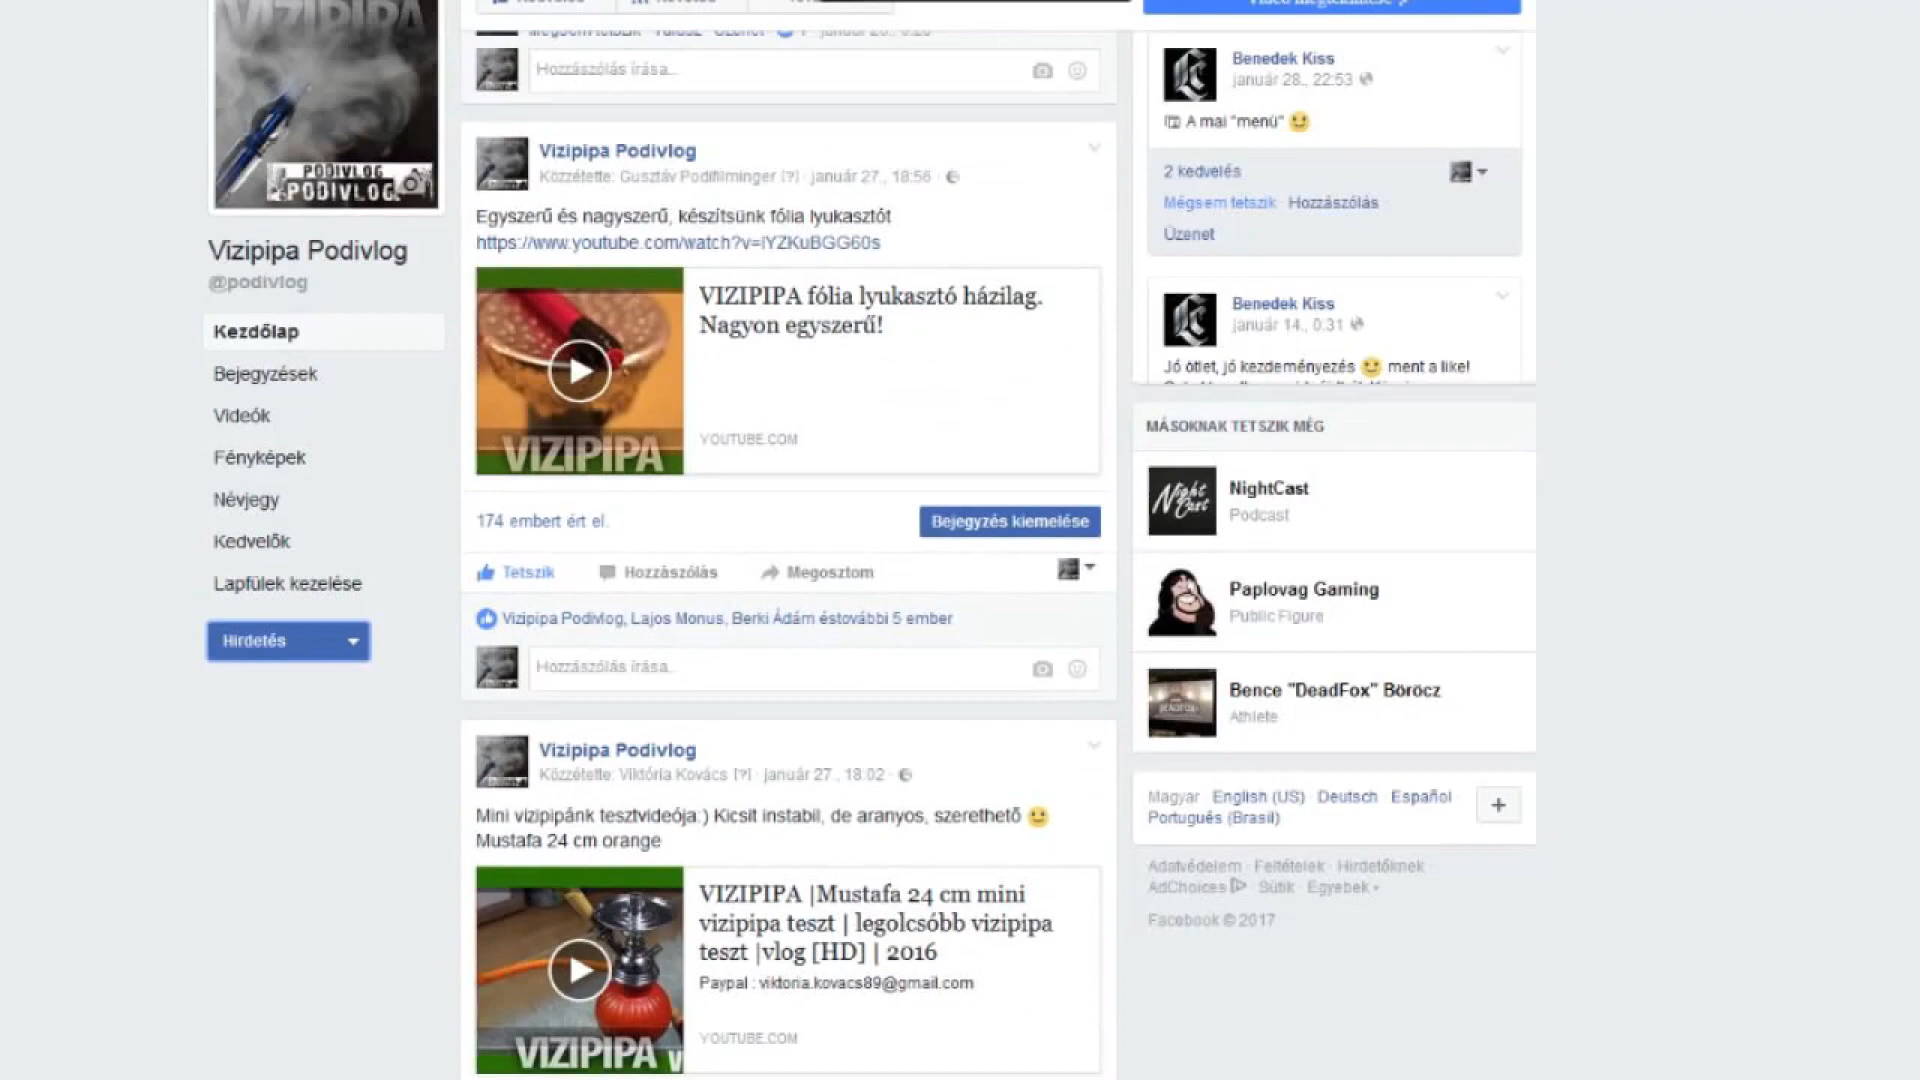 VIZIPIPA
PODIVLOG
PODIVLOG
Vizipipa Podivlog
@podivlog
Kezdőlap
Bejegyzések
Videók
Fényképek
Névjegy
Kedvelők
Lapfülek kezelése
Hirdetés
Hozzászólás írása...
Vizipipa Podivlog
Közzétette: Gusztáv Podifilminger [?] · január 27., 18:56 ·
Egyszerű és nagyszerű, készítsünk fólia lyukasztót
https://www.youtube.com/watch?v=IYZKuBGG60s
VIZIPIPA
VIZIPIPA fólia lyukasztó házilag.
Nagyon egyszerű!
YOUTUBE.COM
174 embert ért el.
Bejegyzés kiemelése
Tetszik Hozzászólás Megosztom
Vizipipa Podivlog, Lajos Monus, Berki Ádám éstovábbi 5 ember
Hozzászólás írása...
Vizipipa Podivlog
Közzétette: Viktória Kovács [?] · január 27., 18:02 ·
Mini vizipipánk tesztvideója:) Kicsit instabil, de aranyos, szerethető
Mustafa 24 cm orange
VIZIPIPA
VIZIPIPA |Mustafa 24 cm mini
vizipipa teszt | legolcsóbb vizipipa
teszt |vlog [HD] | 2016
Paypal : viktoria.kovacs89@gmail.com
YOUTUBE.COM
Benedek Kiss
január 28., 22:53
A mai "menü"
2 kedvelés
Mégsem tetszik · Hozzászólás ·
Üzenet
Benedek Kiss
január 14., 0:31
Jó ötlet, jó kezdeményezés ment a like!
MÁSOKNAK TETSZIK MÉG
Night Cast
NightCast
Podcast
Paplovag Gaming
Public Figure
Bence "DeadFox" Böröcz
Athlete
Magyar · English (US) · Deutsch · Español ·
Português (Brasil)
Adatvédelem · Feltételek · Hirdetőknek ·
AdChoices · Sütik · Egyebek
Facebook © 2017